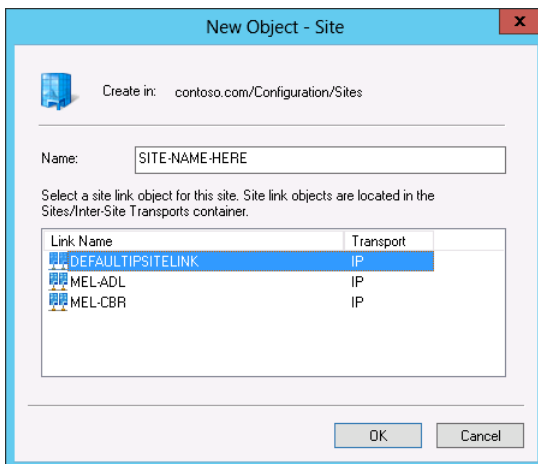 New Object - Site
x
Create in: contoso.com/Configuration/Sites
Name: SITE-NAME-HERE
Select a site link object for this site. Site link objects are located in the
Sites/Inter-Site Transports container.
Link Name Transport
DEFAULTIPSITELINK IP
MEL-ADL IP
MEL-CBR IP
OK Cancel